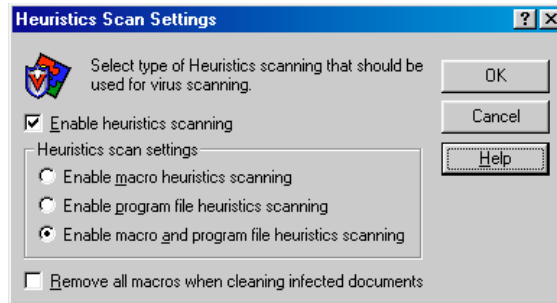 Heuristics Scan Settings
Select type of Heuristics scanning that should be
used for virus scanning.
OK
Enable heuristics scanning
Cancel
Heuristics scan settings
Help
Enable macro heuristics scanning
Enable program file heuristics scanning
Enable macro and program file heuristics scanning
Remove all macros when cleaning infected documents